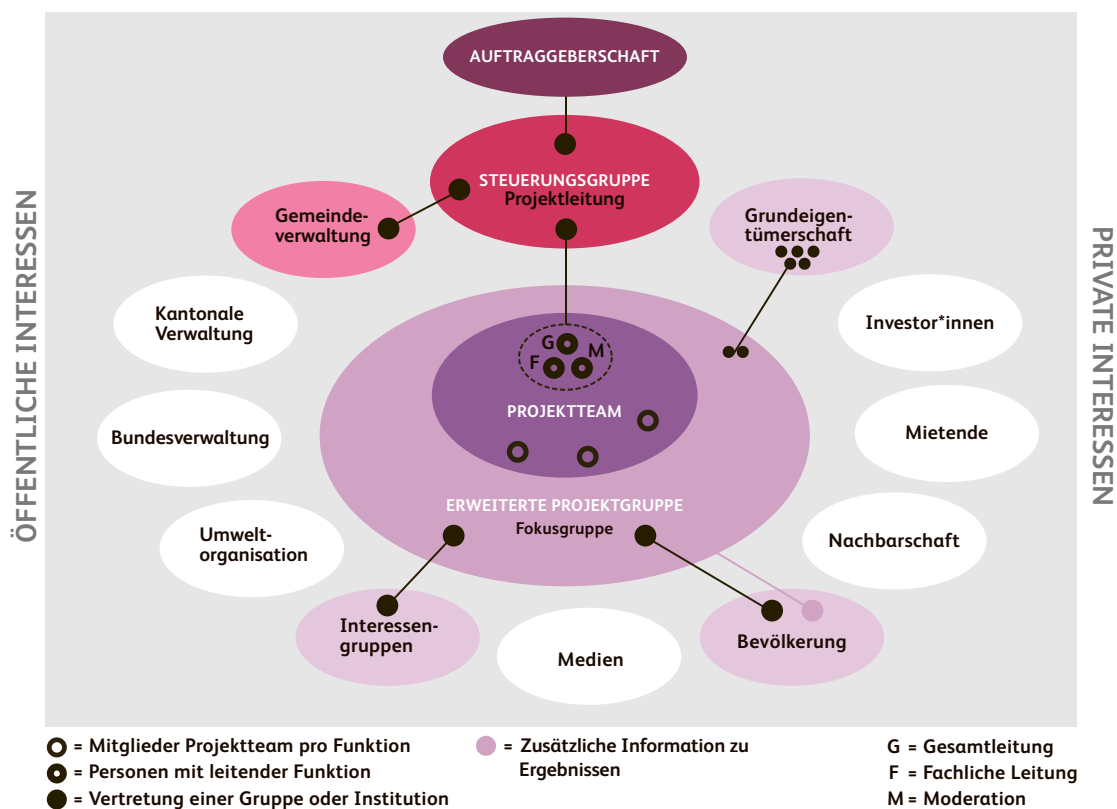 AUFTRAGGEBERSCHAFT
STEUERUNGSGRUPPE
Projektleitung
Gemeinde-
verwaltung
Grundeigen-
tümerschaft
ÖFFENTLICHE INTERESSEN
PRIVATE INTERESSEN
Kantonale
Verwaltung
Investor*innen
G
M
F
PROJEKTTEAM
Bundesverwaltung
Mietende
ERWEITERTE PROJEKTGRUPPE
Fokusgruppe
Umwelt-
organisation
Nachbarschaft
Interessen-
gruppen
Medien
Bevölkerung
= Mitglieder Projektteam pro Funktion
= Personen mit leitender Funktion
= Vertretung einer Gruppe oder Institution
= Zusätzliche Information zu
Ergebnissen
G = Gesamtleitung
F = Fachliche Leitung
M = Moderation